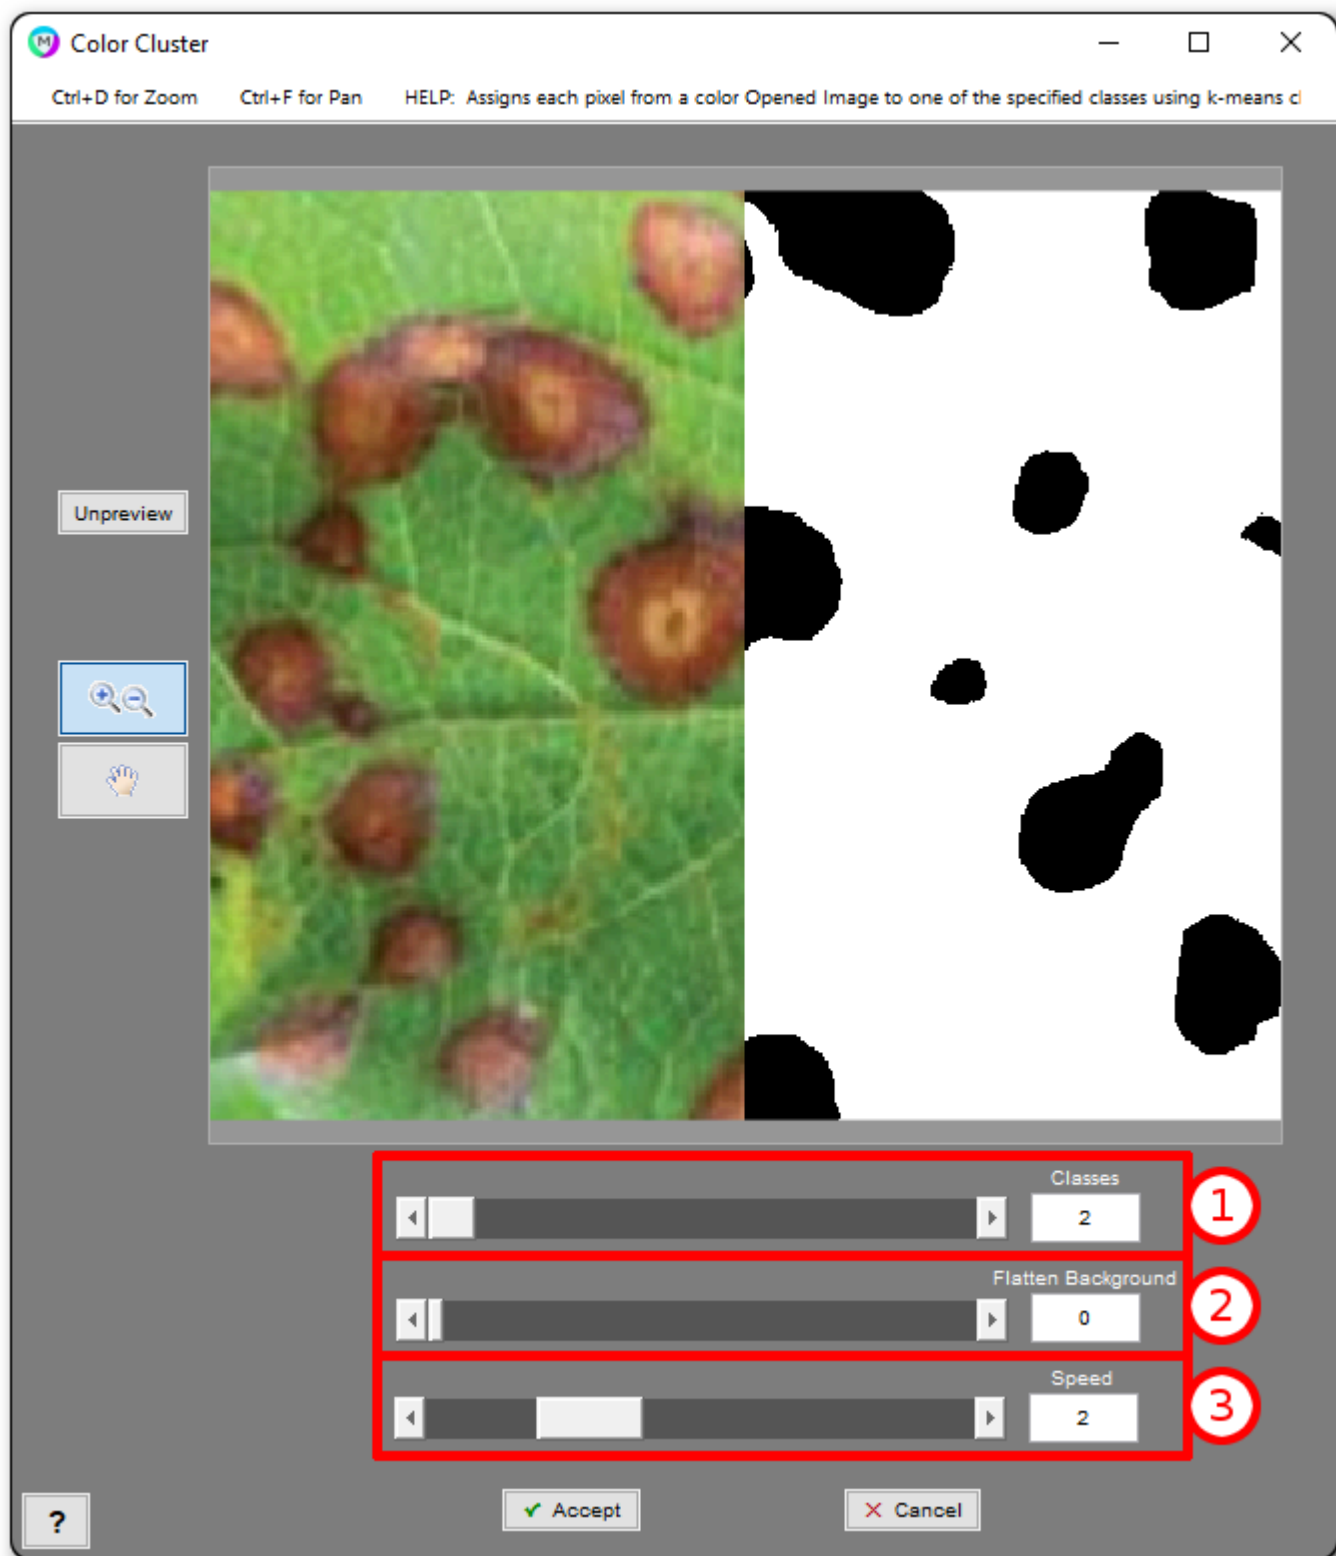 Color Cluster
Ctrl+D for Zoom Ctrl+F for Pan HELP: Assigns each pixel from a color Opened Image to one of the specified classes using k-means cl
Unpreview
Classes
2
1
Flatten Background
0
2
Speed
2
3
Accept Cancel
?